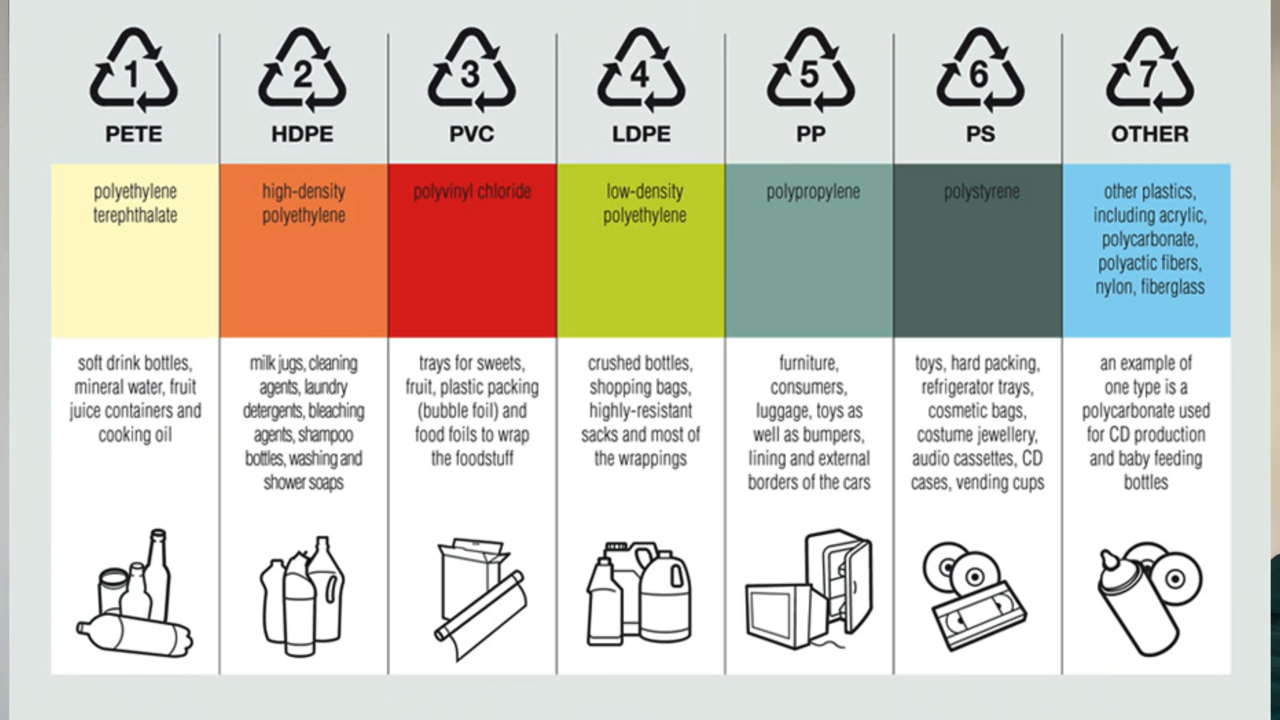 1
PETE
polyethylene
terephthalate
soft drink bottles,
mineral water, fruit
juice containers and
cooking oil
2
HDPE
high-density
polyethylene
milk jugs, cleaning
agents, laundry
detergents, bleaching
agents, shampoo
bottles, washing and
shower soaps
3
PVC
polyvinyl chloride
trays for sweets,
fruit, plastic packing
(bubble foil) and
food foils to wrap
the foodstuff
4
LDPE
low-density
polyethylene
crushed bottles,
shopping bags,
highly-resistant
sacks and most of
the wrappings
5
PP
polypropylene
furniture,
consumers,
luggage, toys as
well as bumpers,
lining and external
borders of the cars
6
PS
polystyrene
toys, hard packing,
refrigerator trays,
cosmetic bags,
costume jewellery,
audio cassettes, CD
cases, vending cups
7
OTHER
other plastics,
including acrylic,
polycarbonate,
polyactic fibers,
nylon, fiberglass
an example of
one type is a
polycarbonate used
for CD production
and baby feeding
bottles